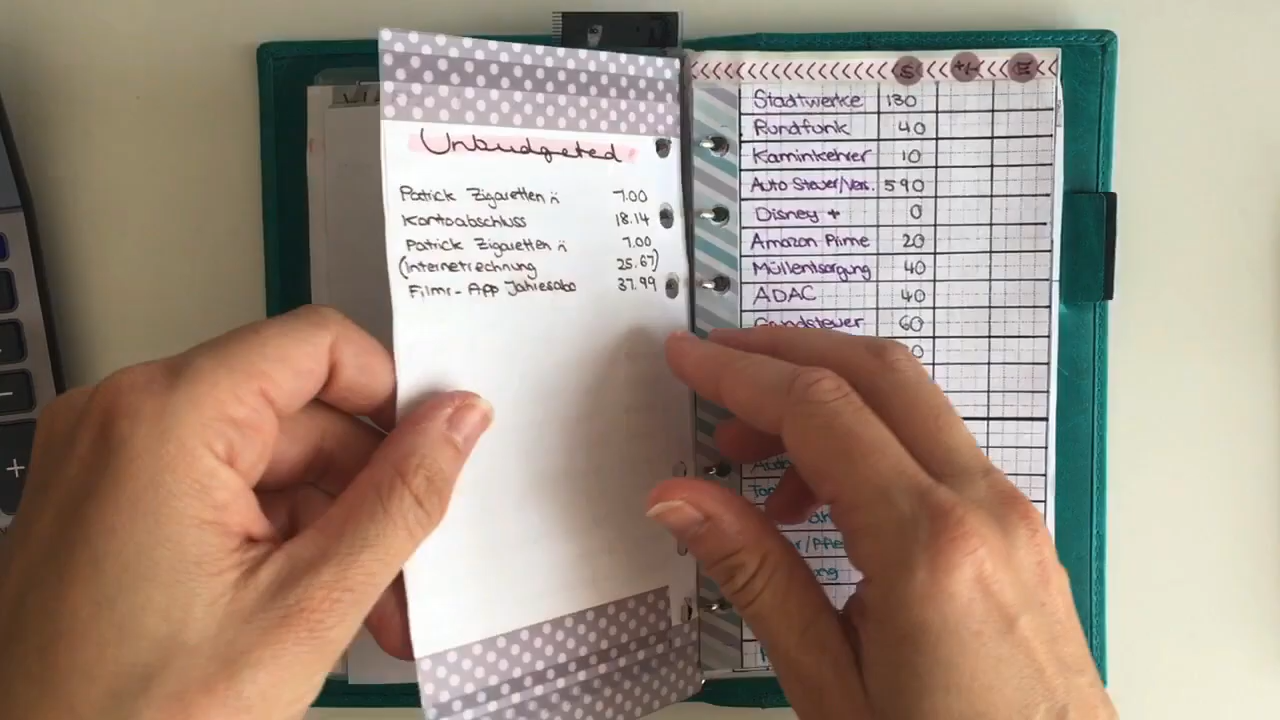 Unbudgeted
Patrick Zigaretten ⍨ 7.00
Kontoabschluss 18.14
Patrick Zigaretten ⍨ 7.00
(Internetrechnung 25.67)
Filmr-App Jahresabo 37.99
S +/- E
Stadtwerke 130
Rundfunk 40
Kaminkehrer 10
Auto Steuer/Vers. 590
Disney + 0
Amazon Prime 20
Müllentsorgung 40
ADAC 40
Grundsteuer 60
+